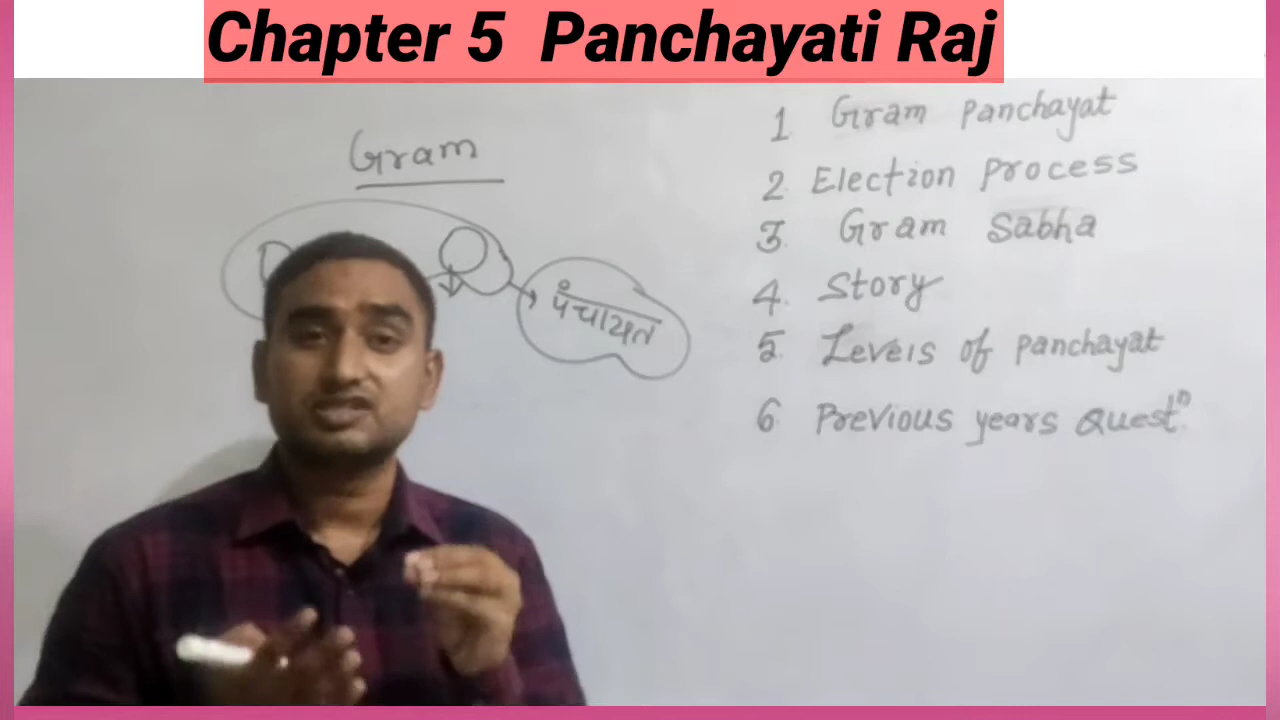 Chapter 5 Panchayati Raj
Gram
पंचायत
1 Gram Panchayat
2 Election Process
3. Gram Sabha
4. Story
5 Levels of panchayat
6 Previous years Questⁿ.